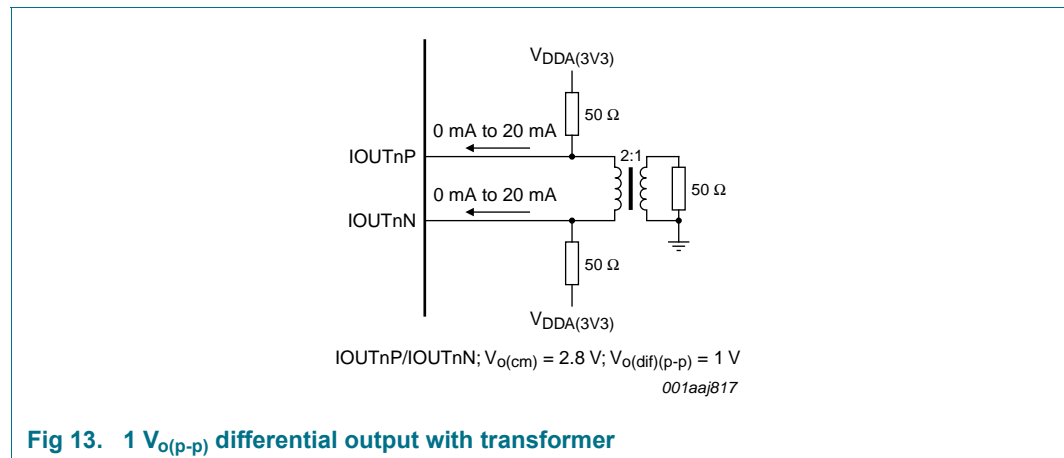 VDDA(3V3)
50 Ω
0 mA to 20 mA
IOUTnP
2:1
0 mA to 20 mA
50 Ω
IOUTnN
50 Ω
VDDA(3V3)
IOUTnP/IOUTnN; Vo(cm) = 2.8 V; Vo(dif)(p-p) = 1 V
001aaj817
Fig 13. 1 Vo(p-p) differential output with transformer